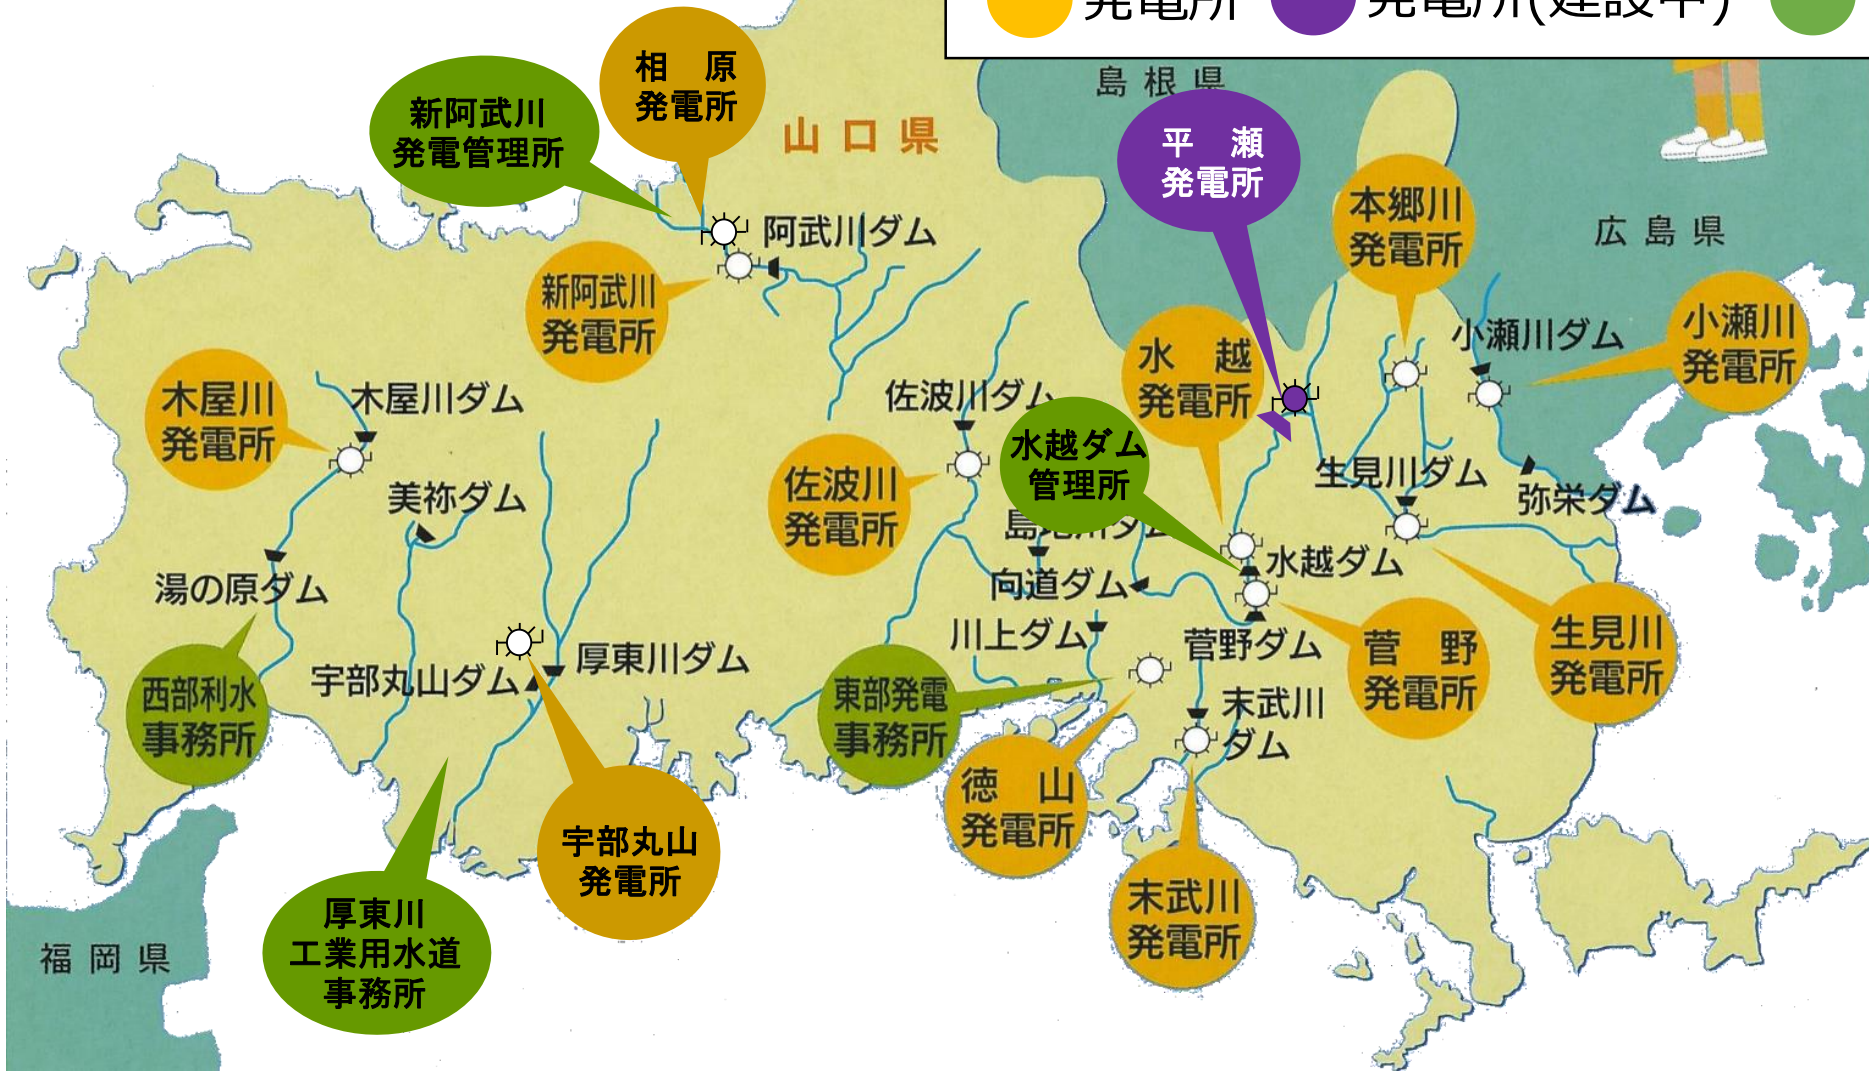 発電所
発電所(建設中)
島根県
相 原
発電所
新阿武川
発電管理所
山口県
平 瀬
発電所
本郷川
発電所
広島県
阿武川ダム
新阿武川
発電所
小瀬川ダム
小瀬川
発電所
水 越
発電所
木屋川
発電所
木屋川ダム
佐波川ダム
水越ダム
管理所
佐波川
発電所
美祢ダム
生見川ダム
弥栄ダム
島地川ダム
水越ダム
向道ダム
湯の原ダム
川上ダム
菅野ダム
菅 野
発電所
生見川
発電所
厚東川ダム
宇部丸山ダム
西部利水
事務所
東部発電
事務所
末武川
ダム
徳 山
発電所
宇部丸山
発電所
末武川
発電所
厚東川
工業用水道
事務所
福岡県